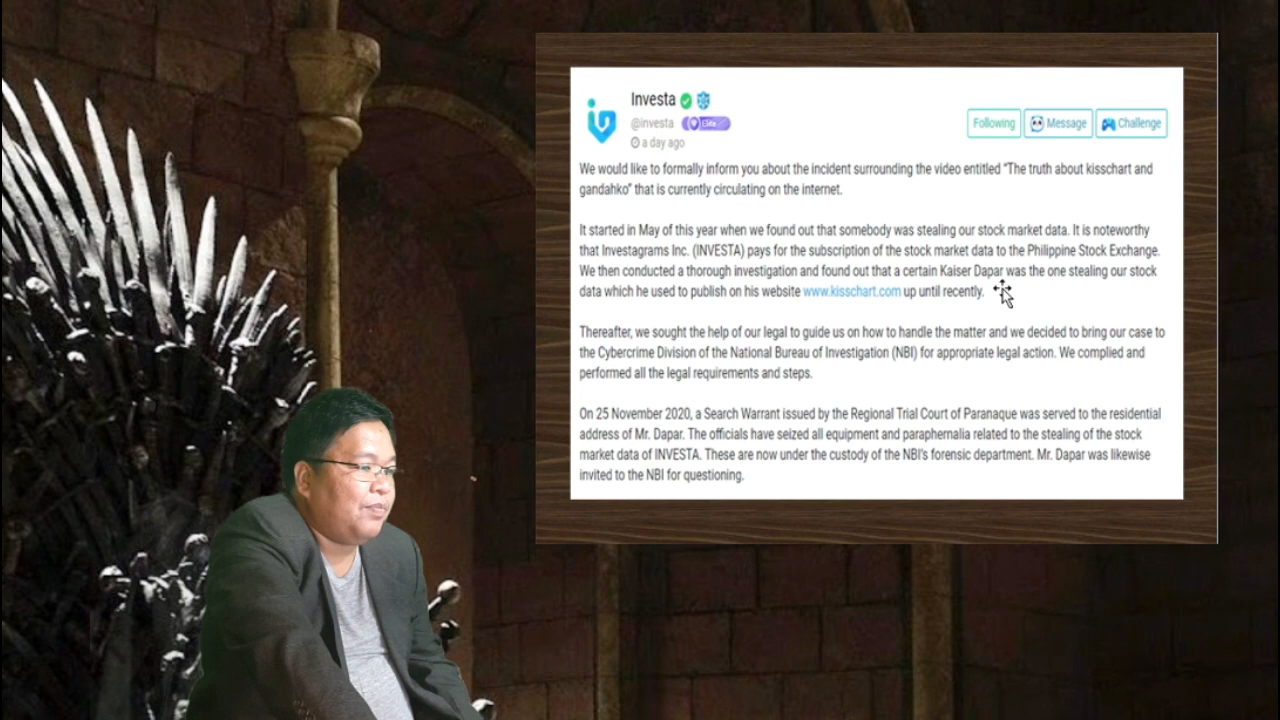 Investa
@investa Elite
a day ago
Following Message Challenge
We would like to formally inform you about the incident surrounding the video entitled "The truth about kisschart and
gandahko" that is currently circulating on the internet.
It started in May of this year when we found out that somebody was stealing our stock market data. It is noteworthy
that Investagrams Inc. (INVESTA) pays for the subscription of the stock market data to the Philippine Stock Exchange.
We then conducted a thorough investigation and found out that a certain Kaiser Dapar was the one stealing our stock
data which he used to publish on his website www.kisschart.com up until recently.
Thereafter, we sought the help of our legal to guide us on how to handle the matter and we decided to bring our case to
the Cybercrime Division of the National Bureau of Investigation (NBI) for appropriate legal action. We complied and
performed all the legal requirements and steps.
On 25 November 2020, a Search Warrant issued by the Regional Trial Court of Paranaque was served to the residential
address of Mr. Dapar. The officials have seized all equipment and paraphernalia related to the stealing of the stock
market data of INVESTA. These are now under the custody of the NBI's forensic department. Mr. Dapar was likewise
invited to the NBI for questioning.